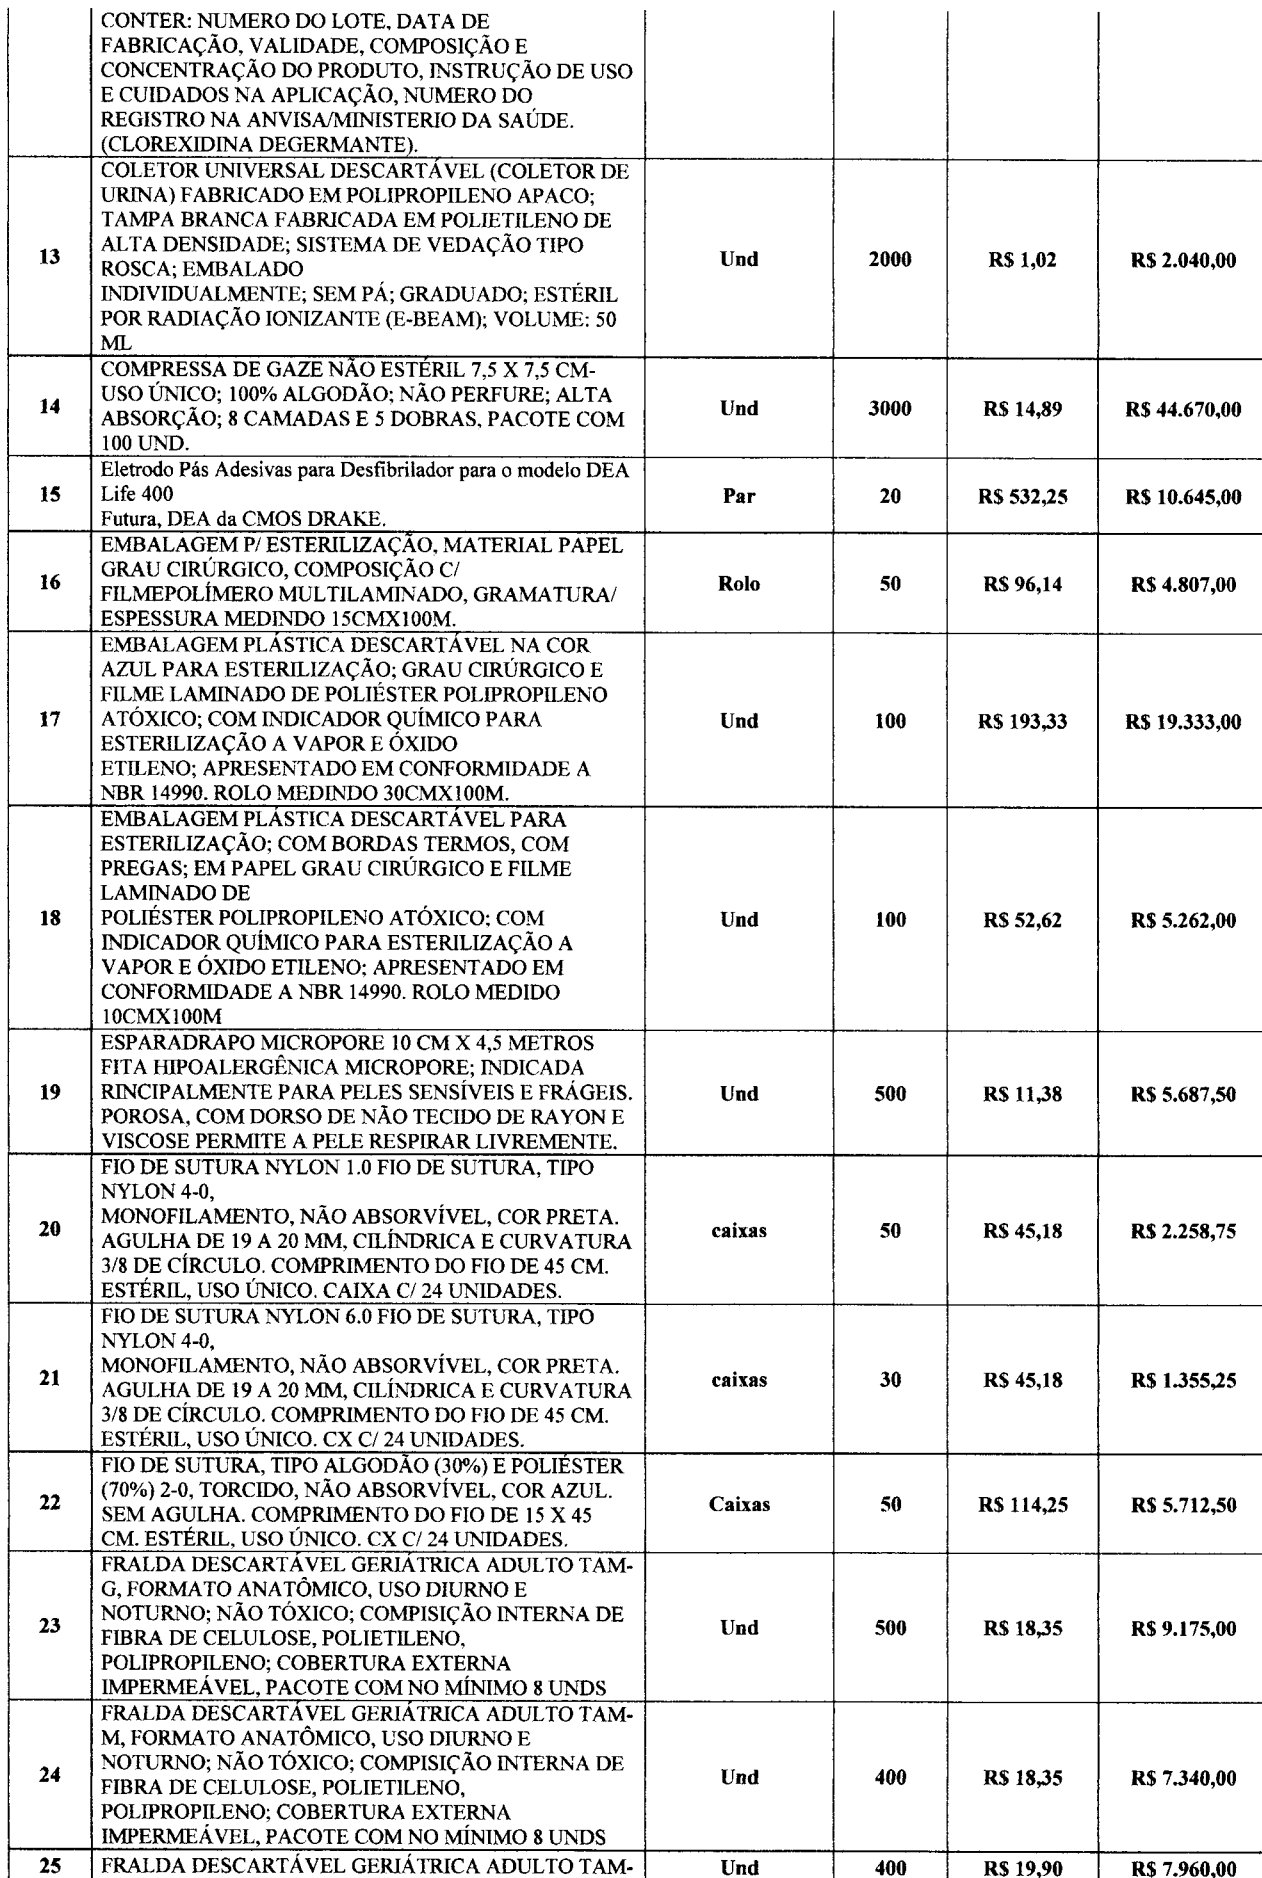 CONTER: NUMERO DO LOTE, DATA DE
FABRICAÇÃO, VALIDADE, COMPOSIÇÃO E
CONCENTRAÇÃO DO PRODUTO, INSTRUÇÃO DE USO
E CUIDADOS NA APLICAÇÃO, NUMERO DO
REGISTRO NA ANVISA/MINISTERIO DA SAÚDE.
(CLOREXIDINA DEGERMANTE).
COLETOR UNIVERSAL DESCARTÁVEL (COLETOR DE
URINA) FABRICADO EM POLIPROPILENO APACO;
TAMPA BRANCA FABRICADA EM POLIETILENO DE
ALTA DENSIDADE; SISTEMA DE VEDAÇÃO TIPO
13 ROSCA; EMBALADO Und 2000 R$ 1,02 R$ 2.040,00
INDIVIDUALMENTE; SEM PÁ; GRADUADO; ESTÉRIL
POR RADIAÇÃO IONIZANTE (E-BEAM); VOLUME: 50
ML
COMPRESSA DE GAZE NÃO ESTÉRIL 7,5 X 7,5 CM-
USO ÚNICO; 100% ALGODÃO; NÃO PERFURE; ALTA
14 ABSORÇÃO; 8 CAMADAS E 5 DOBRAS, PACOTE COM Und 3000 R$ 14,89 R$ 44.670,00
100 UND.
Eletrodo Pás Adesivas para Desfibrilador para o modelo DEA
15 Life 400 Par 20 R$ 532,25 R$ 10.645,00
Futura, DEA da CMOS DRAKE.
EMBALAGEM P/ ESTERILIZAÇÃO, MATERIAL PAPEL
GRAU CIRÚRGICO, COMPOSIÇÃO C/
16 FILMEPOLÍMERO MULTILAMINADO, GRAMATURA/ Rolo 50 R$ 96,14 R$ 4.807,00
ESPESSURA MEDINDO 15CMX100M.
EMBALAGEM PLÁSTICA DESCARTÁVEL NA COR
AZUL PARA ESTERILIZAÇÃO; GRAU CIRÚRGICO E
FILME LAMINADO DE POLIÉSTER POLIPROPILENO
17 ATÓXICO; COM INDICADOR QUÍMICO PARA Und 100 R$ 193,33 R$ 19.333,00
ESTERILIZAÇÃO A VAPOR E ÓXIDO
ETILENO; APRESENTADO EM CONFORMIDADE A
NBR 14990. ROLO MEDINDO 30CMX100M.
EMBALAGEM PLÁSTICA DESCARTÁVEL PARA
ESTERILIZAÇÃO; COM BORDAS TERMOS, COM
PREGAS; EM PAPEL GRAU CIRÚRGICO E FILME
LAMINADO DE
18 POLIÉSTER POLIPROPILENO ATÓXICO; COM Und 100 R$ 52,62 R$ 5.262,00
INDICADOR QUÍMICO PARA ESTERILIZAÇÃO A
VAPOR E ÓXIDO ETILENO; APRESENTADO EM
CONFORMIDADE A NBR 14990. ROLO MEDIDO
10CMX100M
ESPARADRAPO MICROPORE 10 CM X 4,5 METROS
FITA HIPOALERGÊNICA MICROPORE; INDICADA
19 RINCIPALMENTE PARA PELES SENSÍVEIS E FRÁGEIS. Und 500 R$ 11,38 R$ 5.687,50
POROSA, COM DORSO DE NÃO TECIDO DE RAYON E
VISCOSE PERMITE A PELE RESPIRAR LIVREMENTE.
FIO DE SUTURA NYLON 1.0 FIO DE SUTURA, TIPO
NYLON 4-0,
20 MONOFILAMENTO, NÃO ABSORVÍVEL, COR PRETA. caixas 50 R$ 45,18 R$ 2.258,75
AGULHA DE 19 A 20 MM, CILÍNDRICA E CURVATURA
3/8 DE CÍRCULO. COMPRIMENTO DO FIO DE 45 CM.
ESTÉRIL, USO ÚNICO. CAIXA C/ 24 UNIDADES.
FIO DE SUTURA NYLON 6.0 FIO DE SUTURA, TIPO
NYLON 4-0,
21 MONOFILAMENTO, NÃO ABSORVÍVEL, COR PRETA. caixas 30 R$ 45,18 R$ 1.355,25
AGULHA DE 19 A 20 MM, CILÍNDRICA E CURVATURA
3/8 DE CÍRCULO. COMPRIMENTO DO FIO DE 45 CM.
ESTÉRIL, USO ÚNICO. CX C/ 24 UNIDADES.
FIO DE SUTURA, TIPO ALGODÃO (30%) E POLIÉSTER
22 (70%) 2-0, TORCIDO, NÃO ABSORVÍVEL, COR AZUL. Caixas 50 R$ 114,25 R$ 5.712,50
SEM AGULHA. COMPRIMENTO DO FIO DE 15 X 45
CM. ESTÉRIL, USO ÚNICO. CX C/ 24 UNIDADES.
FRALDA DESCARTÁVEL GERIÁTRICA ADULTO TAM-
G, FORMATO ANATÔMICO, USO DIURNO E
23 NOTURNO; NÃO TÓXICO; COMPISIÇÃO INTERNA DE Und 500 R$ 18,35 R$ 9.175,00
FIBRA DE CELULOSE, POLIETILENO,
POLIPROPILENO; COBERTURA EXTERNA
IMPERMEÁVEL, PACOTE COM NO MÍNIMO 8 UNDS
FRALDA DESCARTÁVEL GERIÁTRICA ADULTO TAM-
M, FORMATO ANATÔMICO, USO DIURNO E
24 NOTURNO; NÃO TÓXICO; COMPISIÇÃO INTERNA DE Und 400 R$ 18,35 R$ 7.340,00
FIBRA DE CELULOSE, POLIETILENO,
POLIPROPILENO; COBERTURA EXTERNA
IMPERMEÁVEL, PACOTE COM NO MÍNIMO 8 UNDS
25 FRALDA DESCARTÁVEL GERIÁTRICA ADULTO TAM- Und 400 R$ 19,90 R$ 7.960,00